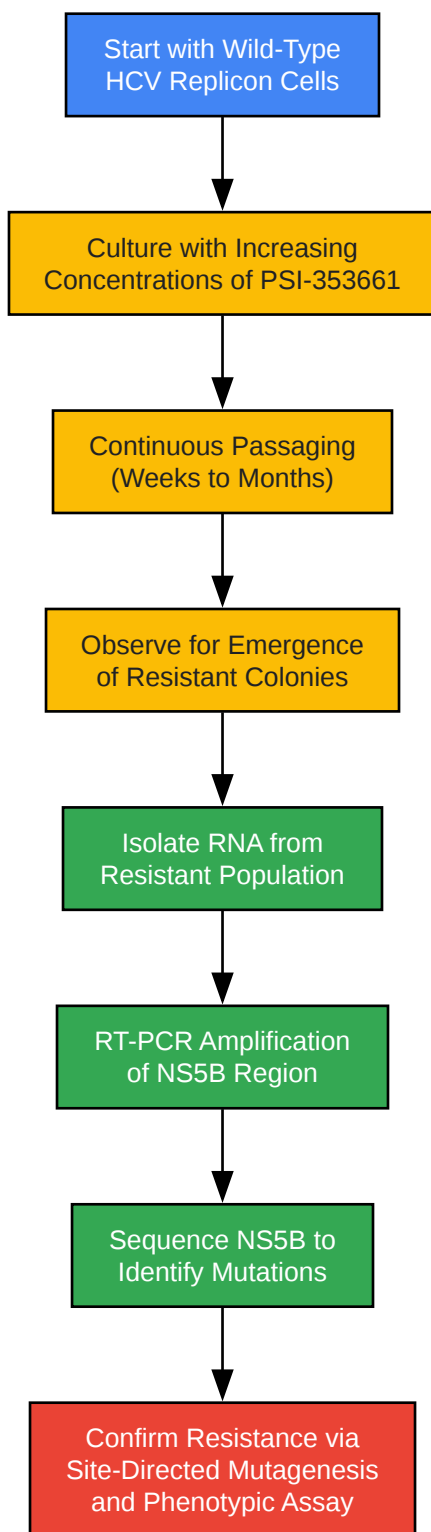 Start with Wild-Type
HCV Replicon Cells
Culture with Increasing
Concentrations of PSI-353661
Continuous Passaging
(Weeks to Months)
Observe for Emergence
of Resistant Colonies
Isolate RNA from
Resistant Population
RT-PCR Amplification
of NS5B Region
Sequence NS5B to
Identify Mutations
Confirm Resistance via
Site-Directed Mutagenesis
and Phenotypic Assay